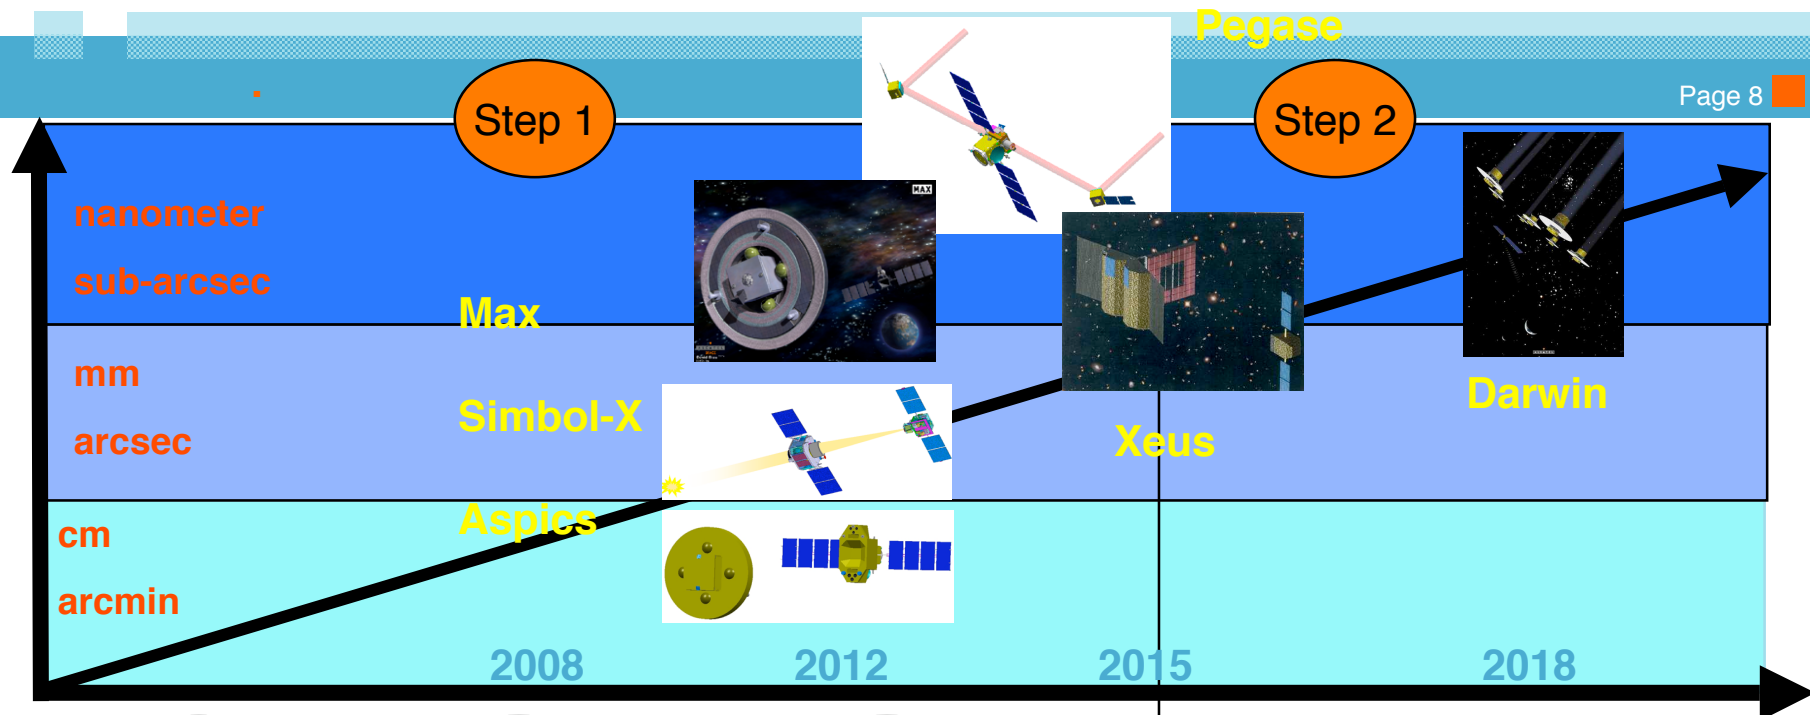 Pegase
Page 8
Step 1
Step 2
nanometer
sub-arcsec
MAX
Max
mm
arcsec
Simbol-X
Xeus
Darwin
Aspics
cm
arcmin
2008
2012
2015
2018